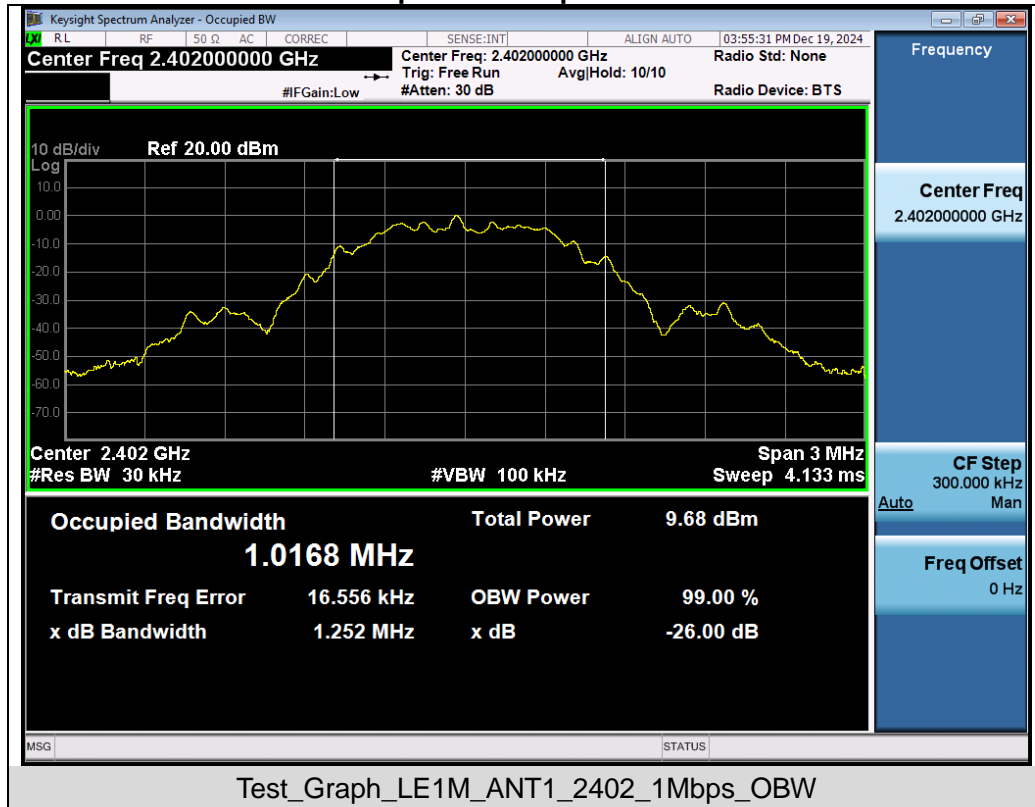 Keysight Spectrum Analyzer - Occupied BW
LXI RL RF 50 Ω AC CORREC SENSE:INT ALIGN AUTO 03:55:31 PM Dec 19, 2024
Center Freq 2.402000000 GHz
Center Freq: 2.402000000 GHz
Radio Std: None
Trig: Free Run Avg|Hold: 10/10
#IFGain:Low
#Atten: 30 dB
Radio Device: BTS
10 dB/div Ref 20.00 dBm
Log
10.0
0.00
-10.0
-20.0
-30.0
-40.0
-50.0
-60.0
-70.0
Center 2.402 GHz
Span 3 MHz
#Res BW 30 kHz
#VBW 100 kHz
Sweep 4.133 ms
Occupied Bandwidth
1.0168 MHz
Total Power 9.68 dBm
Transmit Freq Error 16.556 kHz
OBW Power 99.00 %
x dB Bandwidth 1.252 MHz
x dB -26.00 dB
Frequency
Center Freq
2.402000000 GHz
CF Step
300.000 kHz
Auto Man
Freq Offset
0 Hz
MSG STATUS
Test_Graph_LE1M_ANT1_2402_1Mbps_OBW